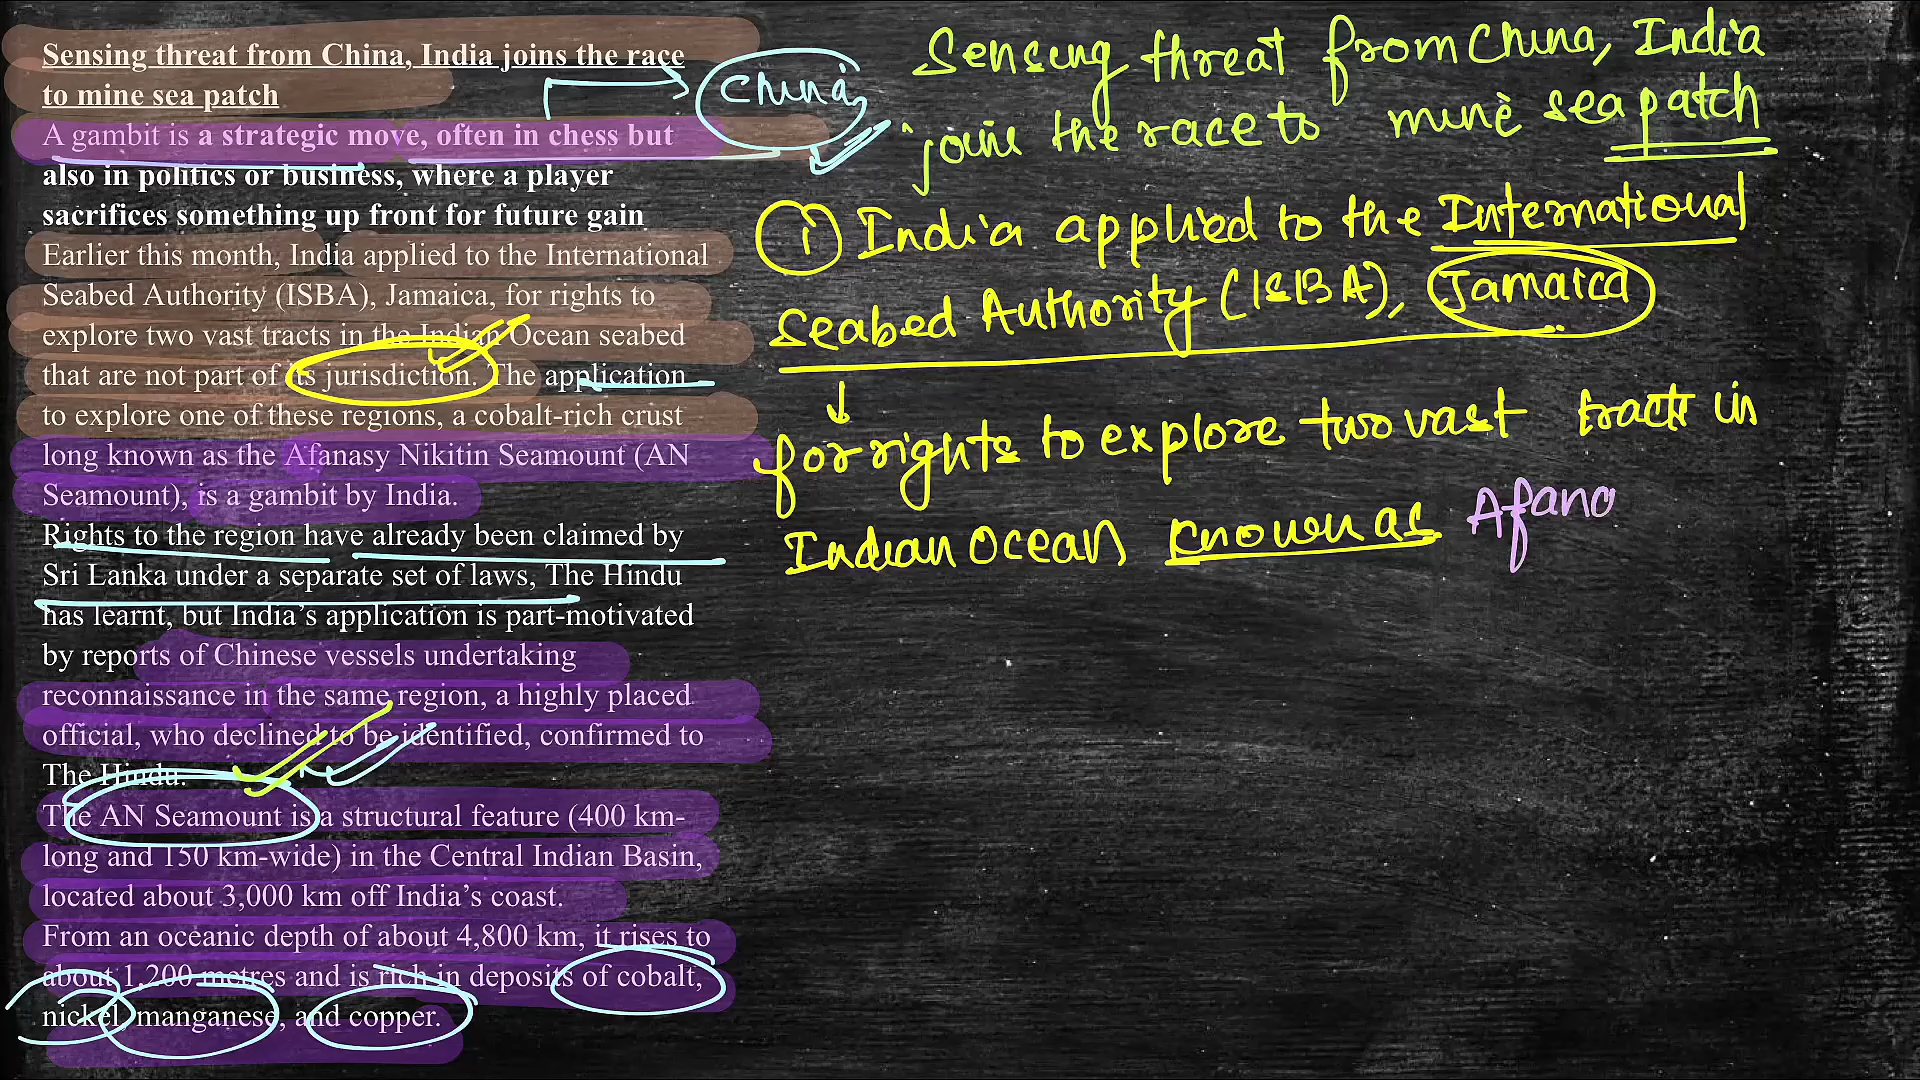 Sensing threat from China, India joins the race
to mine sea patch
A gambit is a strategic move, often in chess but
also in politics or business, where a player
sacrifices something up front for future gain
Earlier this month, India applied to the International
Seabed Authority (ISBA), Jamaica, for rights to
explore two vast tracts in the Indian Ocean seabed
that are not part of its jurisdiction. The application
to explore one of these regions, a cobalt-rich crust
long known as the Afanasy Nikitin Seamount (AN
Seamount), is a gambit by India.
Rights to the region have already been claimed by
Sri Lanka under a separate set of laws, The Hindu
has learnt, but India’s application is part-motivated
by reports of Chinese vessels undertaking
reconnaissance in the same region, a highly placed
official, who declined to be identified, confirmed to
The Hindu.
The AN Seamount is a structural feature (400 km-
long and 150 km-wide) in the Central Indian Basin,
located about 3,000 km off India’s coast.
From an oceanic depth of about 4,800 km, it rises to
about 1,200 metres and is rich in deposits of cobalt,
nickel, manganese, and copper.
China,
Sensing threat from China, India
joins the race to mine sea patch
(i) India applied to the International
Seabed Authority (ISBA), Jamaica
for rights to explore two vast tracts in
Indian Ocean known as Afano